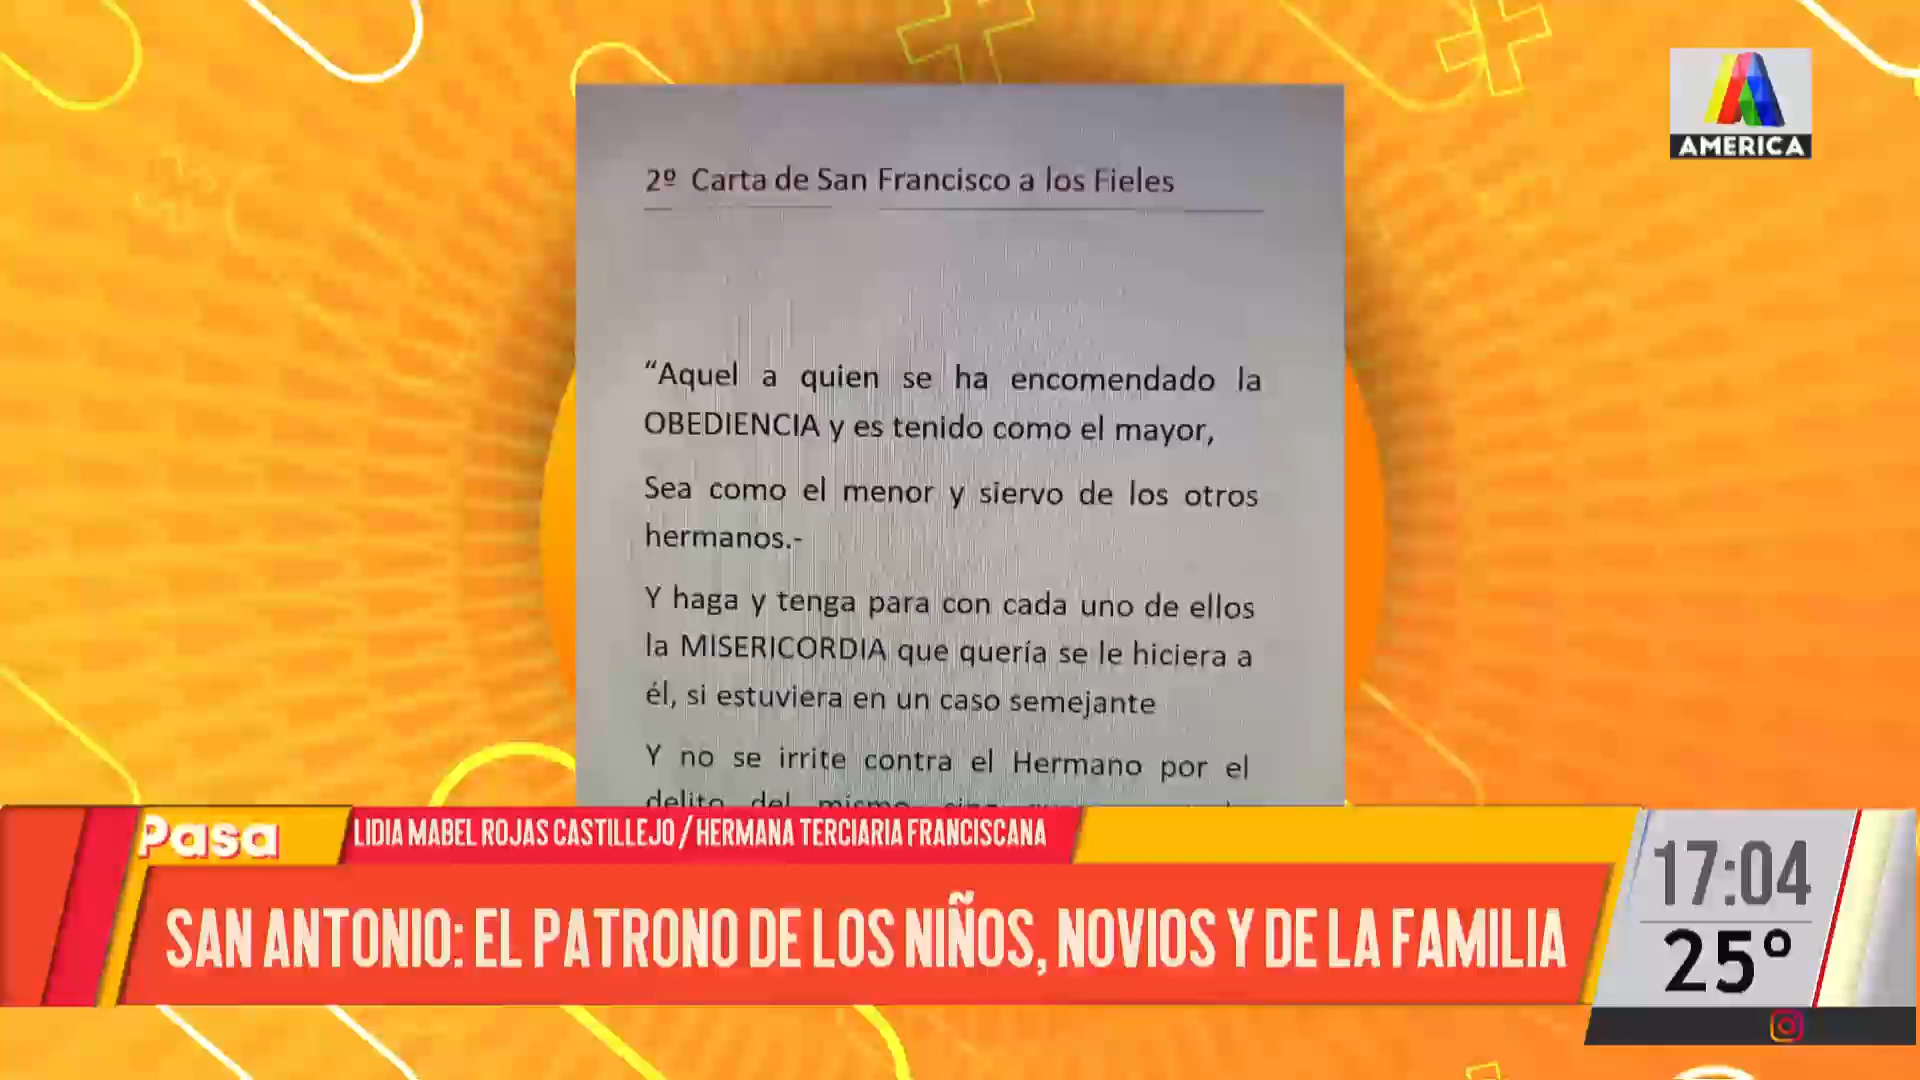 AMERICA
2º Carta de San Francisco a los Fieles
“Aquel a quien se ha encomendado la
OBEDIENCIA y es tenido como el mayor,
Sea como el menor y siervo de los otros
hermanos.-
Y haga y tenga para con cada uno de ellos
la MISERICORDIA que quería se le hiciera a
él, si estuviera en un caso semejante
Y no se irrite contra el Hermano por el
delito del mismo
Pasa
LIDIA MABEL ROJAS CASTILLEJO / HERMANA TERCIARIA FRANCISCANA
SAN ANTONIO: EL PATRONO DE LOS NIÑOS, NOVIOS Y DE LA FAMILIA
17:04
25º